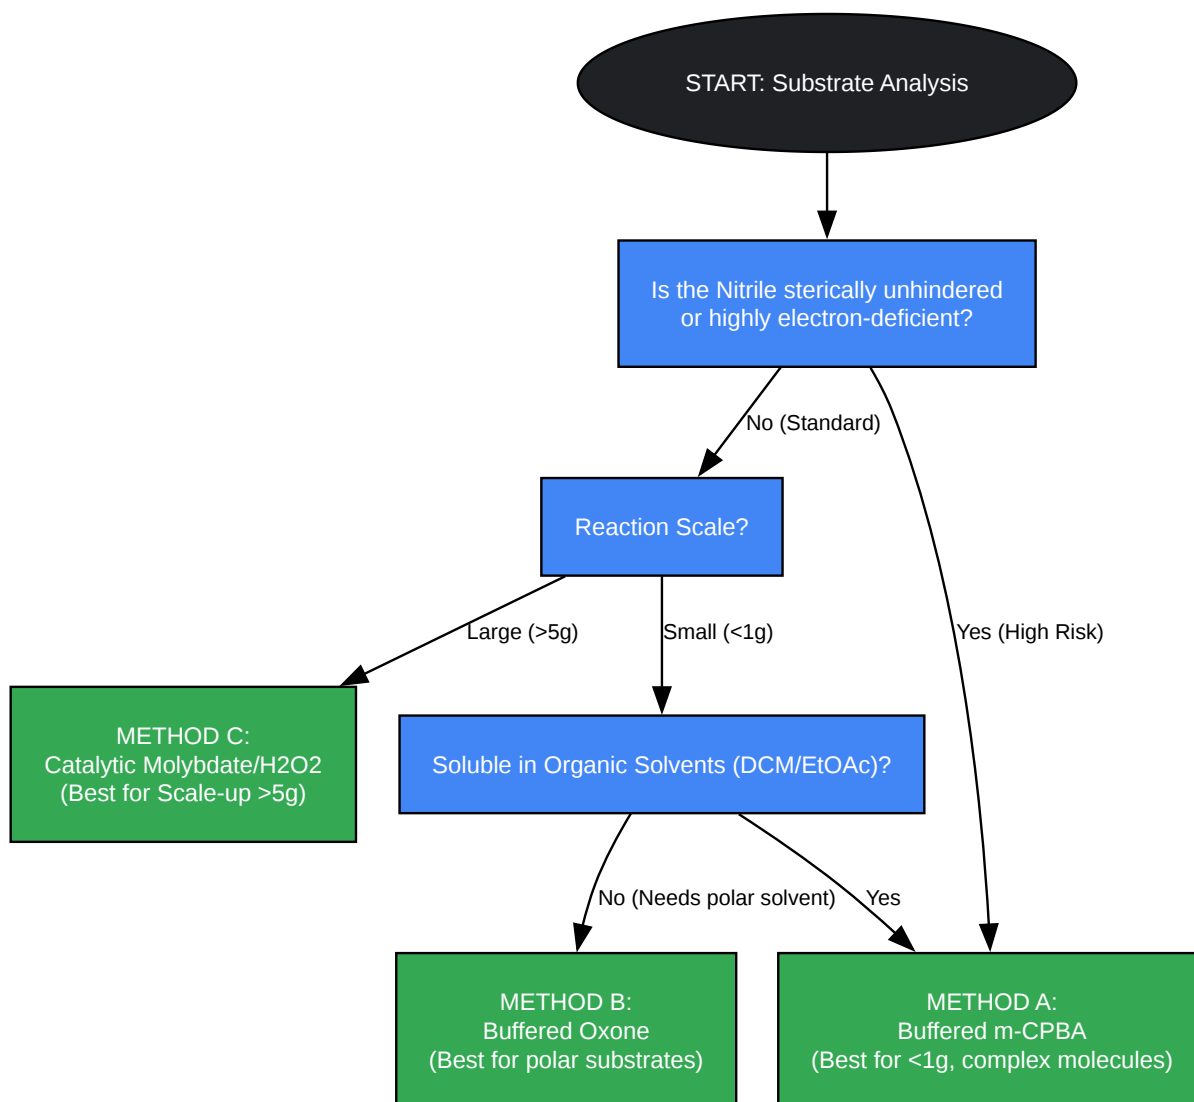 START: Substrate Analysis
Is the Nitrile sterically unhindered
or highly electron-deficient?
No (Standard)
Reaction Scale?
Large (>5g)
Small (<1g)
Yes (High Risk)
METHOD C:
Catalytic Molybdate/H2O2
(Best for Scale-up >5g)
Soluble in Organic Solvents (DCM/EtOAc)?
No (Needs polar solvent)
Yes
METHOD B:
Buffered Oxone
(Best for polar substrates)
METHOD A:
Buffered m-CPBA
(Best for <1g, complex molecules)